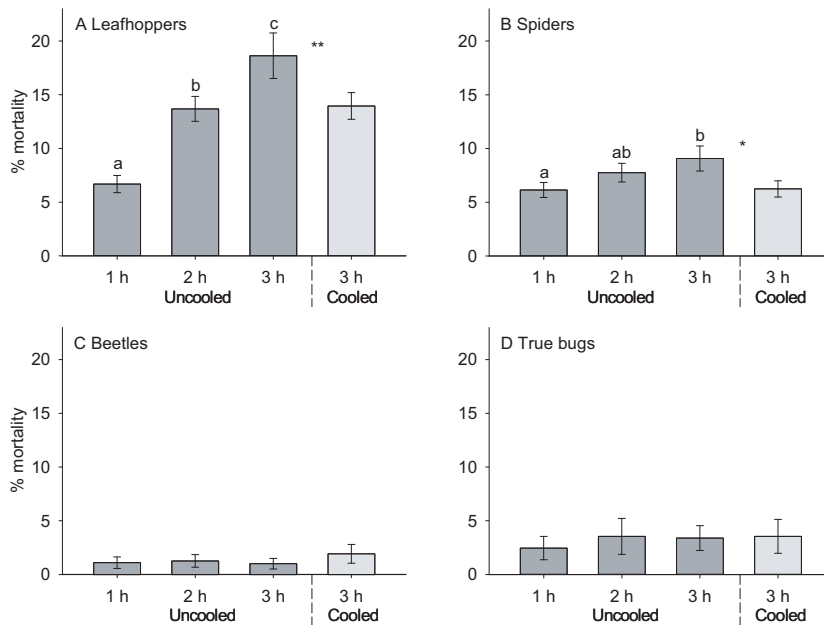 A Leafhoppers
% mortality
20
15
10
5
0
a
b
c
**
1 h
2 h
3 h
3 h
Uncooled
Cooled
B Spiders
20
15
10
5
0
a
ab
b
*
1 h
2 h
3 h
3 h
Uncooled
Cooled
C Beetles
% mortality
20
15
10
5
0
1 h
2 h
3 h
3 h
Uncooled
Cooled
D True bugs
20
15
10
5
0
1 h
2 h
3 h
3 h
Uncooled
Cooled